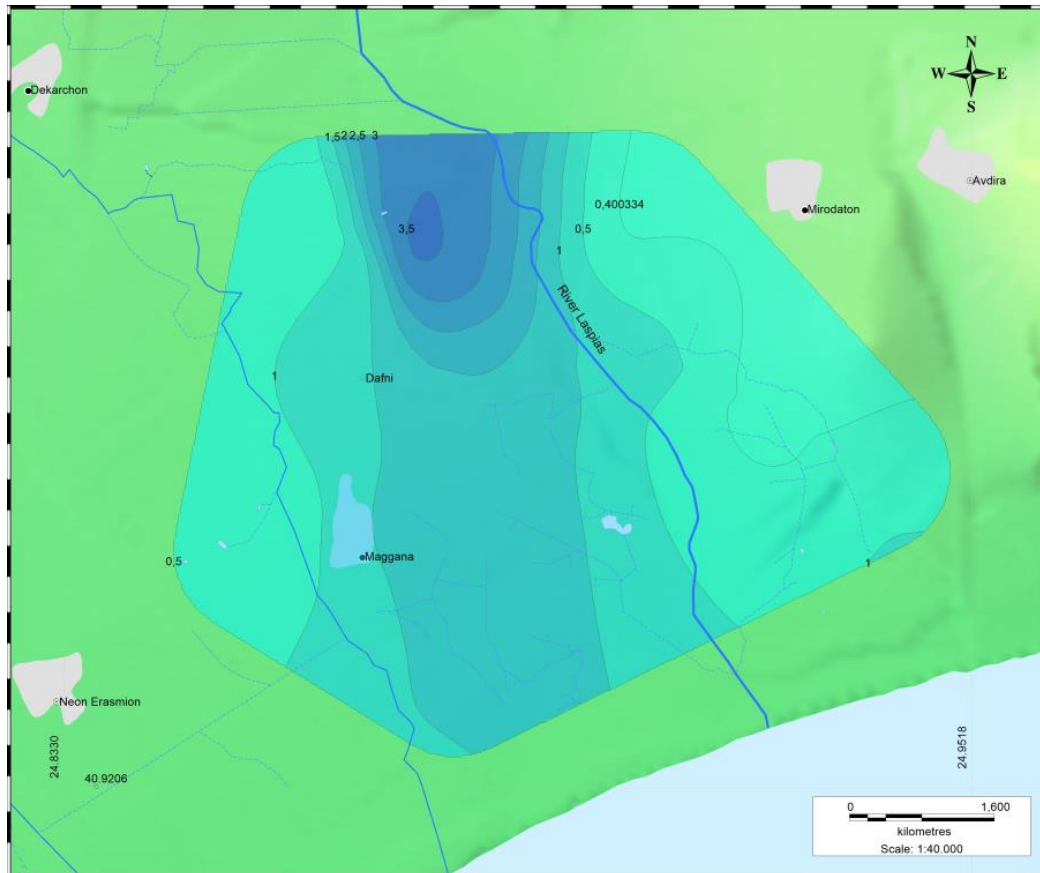 N
W E
S
Dekarchon
Avdira
Mirodaton
1,5 2 2,5 3
0,400334
3,5
0,5
1
River Laspias
1
Dafni
Maggana
0,5
1
Neon Erasmion
24.8330
40.9206
24.9518
0 1,600
kilometres
Scale: 1:40.000